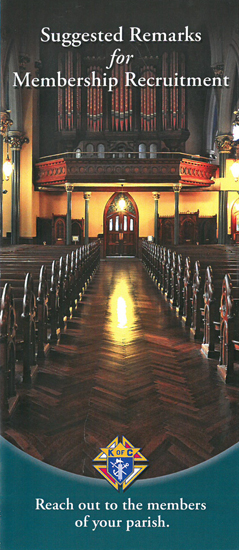 Suggested Remarks
for
Membership Recruitment
K OF C
Reach out to the members
of your parish.